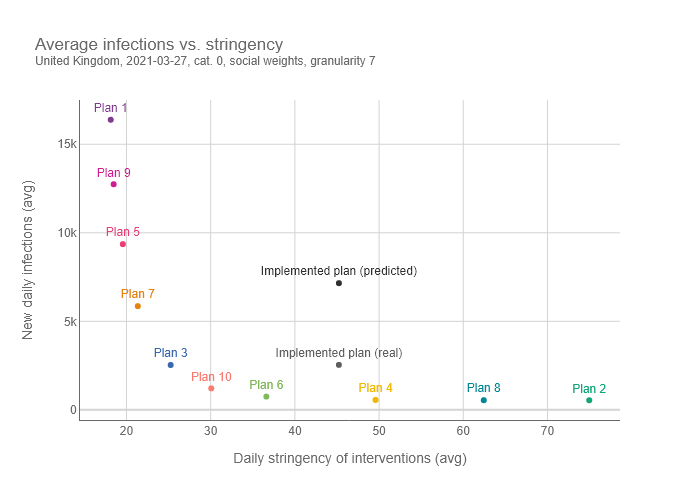 Average infections vs. stringency
United Kingdom, 2021-03-27, cat. 0, social weights, granularity 7
Plan 1
15k
Plan 9
Plan 5
10k
Implemented plan (predicted)
Plan 7
5k
Plan 3
Implemented plan (real)
Plan 10
Plan 6
Plan 4
Plan 8
Plan 2
0
20
30
40
50
60
70
New daily infections (avg)
Daily stringency of interventions (avg)